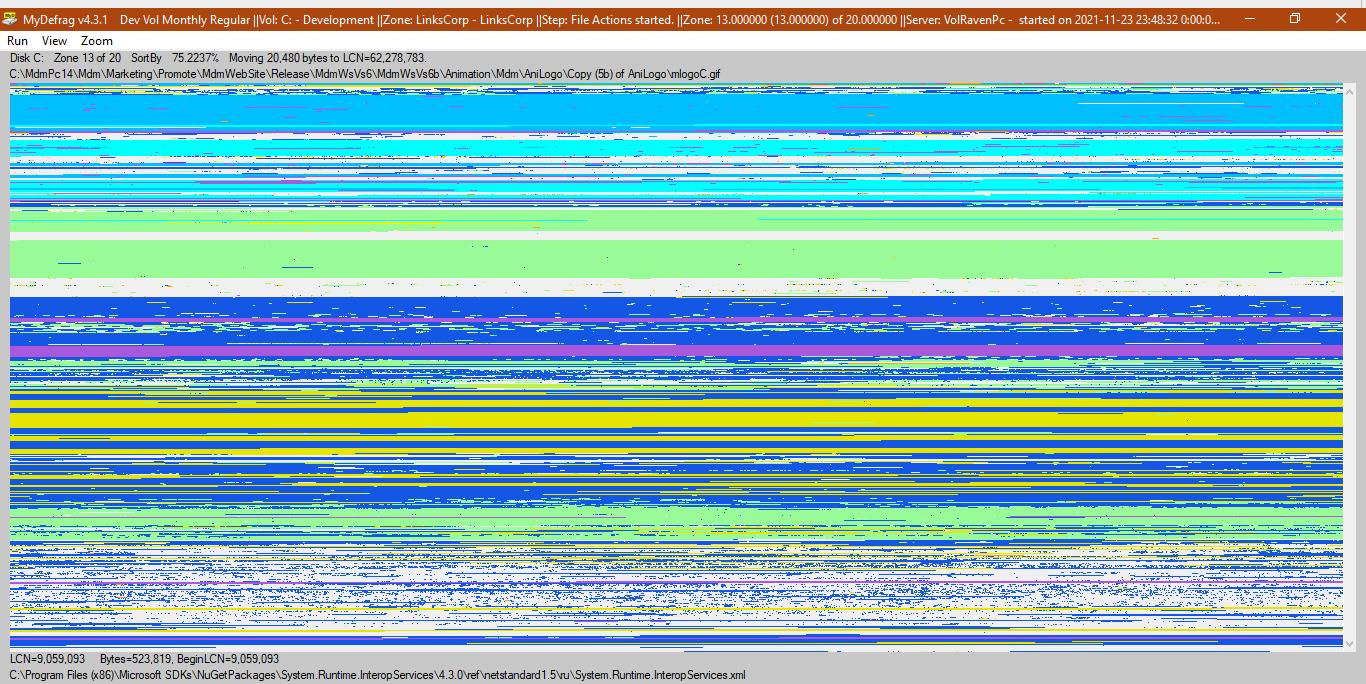 MyDefrag v4.3.1 Dev Vol Monthly Regular ||Vol: C: - Development ||Zone: LinksCorp - LinksCorp ||Step: File Actions started. ||Zone: 13.000000 (13.000000) of 20.000000 ||Server: VolRavenPc - started on 2021-11-23 23:48:32 0:00:0...
Run View Zoom
Disk C: Zone 13 of 20 SortBy 75.2237% Moving 20,480 bytes to LCN=62,278,783.
C:\MdmPc14\Mdm\Marketing\Promote\MdmWebSite\Release\MdmWsVs6\MdmWsVs6b\Animation\Mdm\AniLogo\Copy (5b) of AniLogo\mlogoC.gif
LCN=9,059,093 Bytes=523,819, BeginLCN=9,059,093
C:\Program Files (x86)\Microsoft SDKs\NuGetPackages\System.Runtime.InteropServices\4.3.0\ref\netstandard1.5\ru\System.Runtime.InteropServices.xml